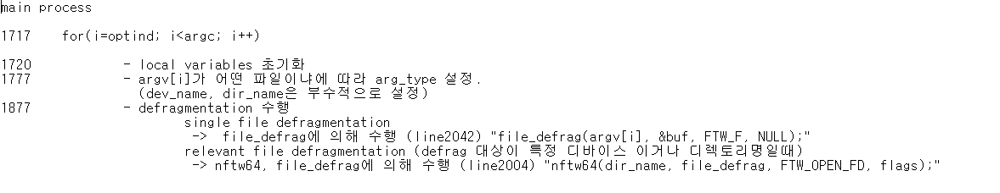 main process
1717 for(i=optind; i<argc; i++)
1720 - local variables 초기화
1777 - argv[i]가 어떤 파일이냐에 따라 arg_type 설정.
(dev_name, dir_name은 부수적으로 설정)
1877 - defragmentation 수행
single file defragmentation
-> file_defrag에 의해 수행 (line2042) "file_defrag(argv[i], &buf, FTW_F, NULL);"
relevant file defragmentation (defrag 대상이 특정 디바이스 이거나 디렉토리명일때)
-> nftw64, file_defrag에 의해 수행 (line2004) "nftw64(dir_name, file_defrag, FTW_OPEN_FD, flags);"